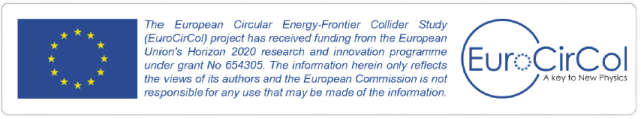 The European Circular Energy-Frontier Collider Study
(EuroCirCol) project has received funding from the European
Union's Horizon 2020 research and innovation programme
under grant No 654305. The information herein only reflects
the views of its authors and the European Commission is not
responsible for any use that may be made of the information.
EuroCirCol
A key to New Physics